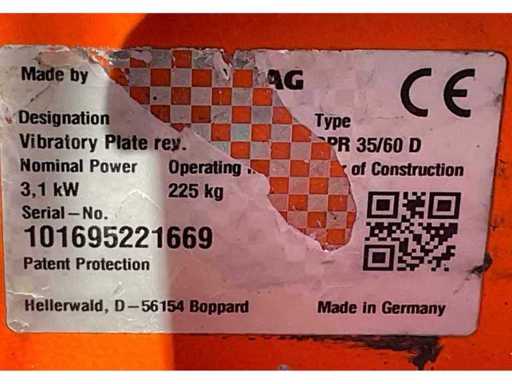 Made by AG CE
Designation Type
Vibratory Plate rev. PR 35/60 D
Nominal Power Operating of Construction
3,1 kW 225 kg
Serial-No.
101695221669
Patent Protection
Hellerwald, D-56154 Boppard Made in Germany